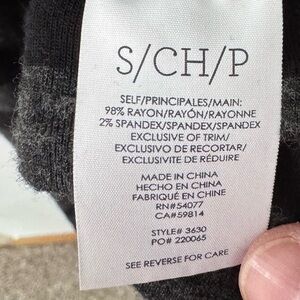 S/CH/P
SELF/PRINCIPALES/MAIN:
98% RAYON/RAYÓN/RAYONNE
2% SPANDEX/SPANDEX/SPANDEX
EXCLUSIVE OF TRIM/
EXCLUSIVO DE RECORTAR/
EXCLUSIVITE DE RÉDUIRE
MADE IN CHINA
HECHO EN CHINA
FABRIQUÉ EN CHINE
RN#54077
CA#59814
STYLE# 3630
PO# 220065
SEE REVERSE FOR CARE